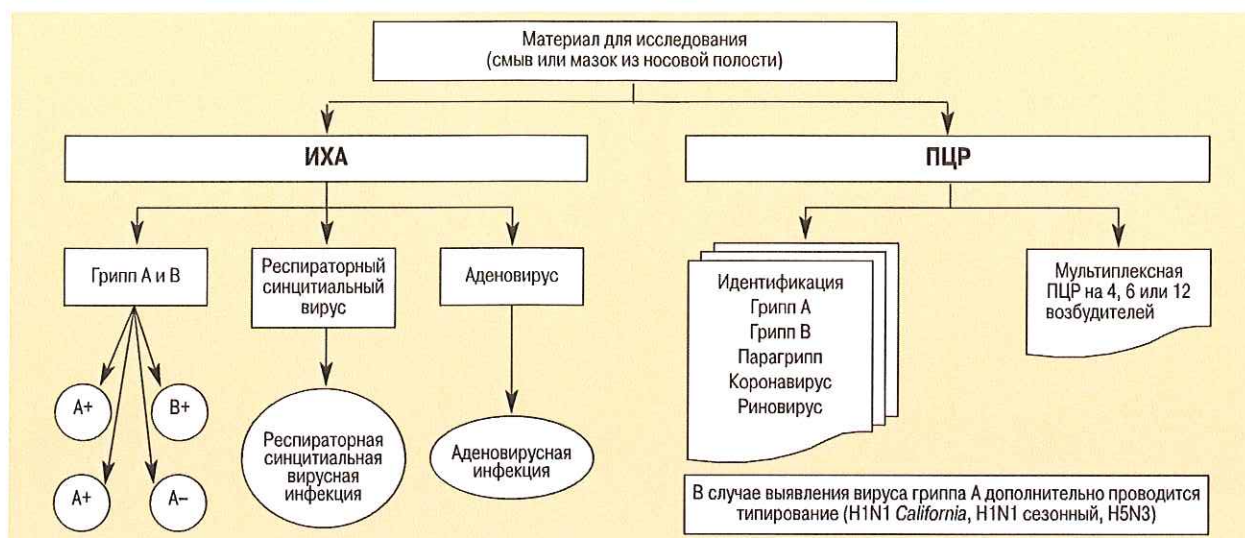 Материал для исследования
(смыв или мазок из носовой полости)
ИХА
Грипп А и В
Респираторный
синцитиальный
вирус
Аденовирус
А+
В+
А+
А–
Респираторная
синцитиальная
вирусная
инфекция
Аденовирусная
инфекция
ПЦР
Идентификация
Грипп А
Грипп В
Парагрипп
Коронавирус
Риновирус
Мультиплексная
ПЦР на 4, 6 или 12
возбудителей
В случае выявления вируса гриппа А дополнительно проводится
типирование (H1N1 California, H1N1 сезонный, H5N3)